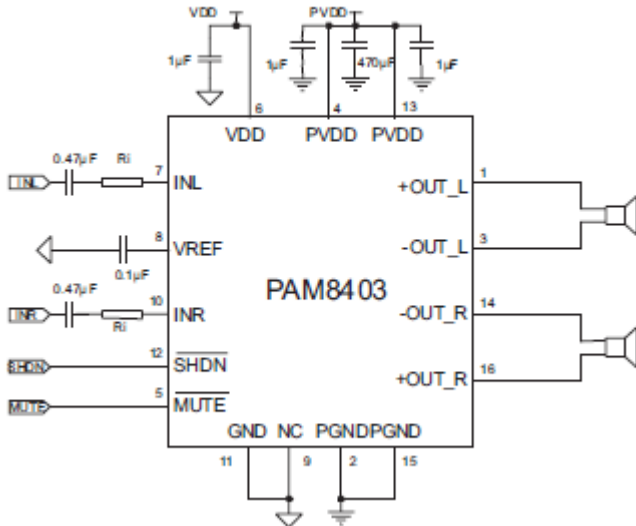 VDD
PVDD
1µF
1µF
470µF
1µF
6
4
13
VDD
PVDD
PVDD
0.47µF
Ri
INL
7
INL
+OUT_L
1
8
VREF
-OUT_L
3
0.1µF
0.47µF
PAM8403
INR
Ri
10
INR
-OUT_R
14
SHDN
12
SHDN
+OUT_R
16
MUTE
5
MUTE
GND
NC
PGND
PGND
11
9
2
15